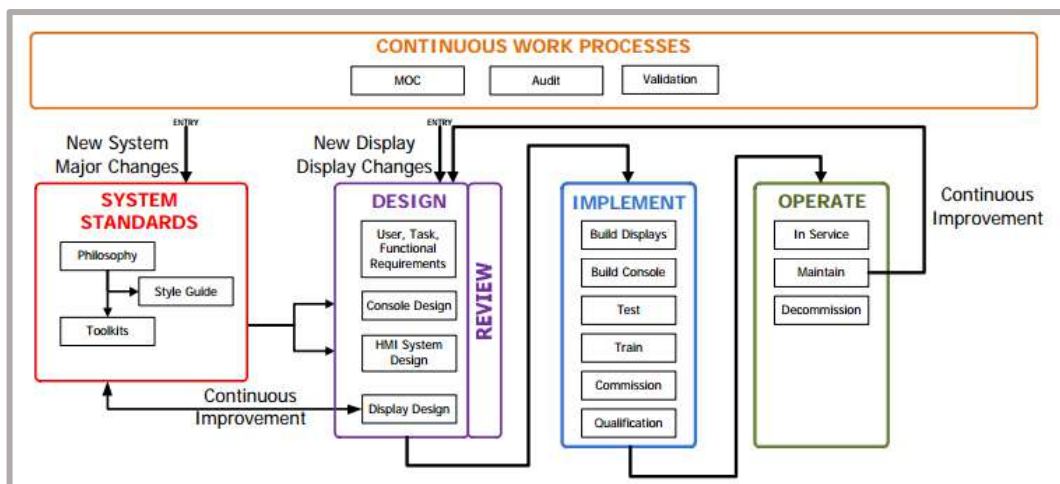 CONTINUOUS WORK PROCESSES
MOC
Audit
Validation
ENTRY
New System
Major Changes
ENTRY
New Display
Display Changes
SYSTEM
STANDARDS
Philosophy
Style Guide
Toolkits
Continuous
Improvement
DESIGN
User, Task,
Functional
Requirements
Console Design
HMI System
Design
Display Design
REVIEW
IMPLEMENT
Build Displays
Build Console
Test
Train
Commission
Qualification
OPERATE
In Service
Maintain
Decommission
Continuous
Improvement